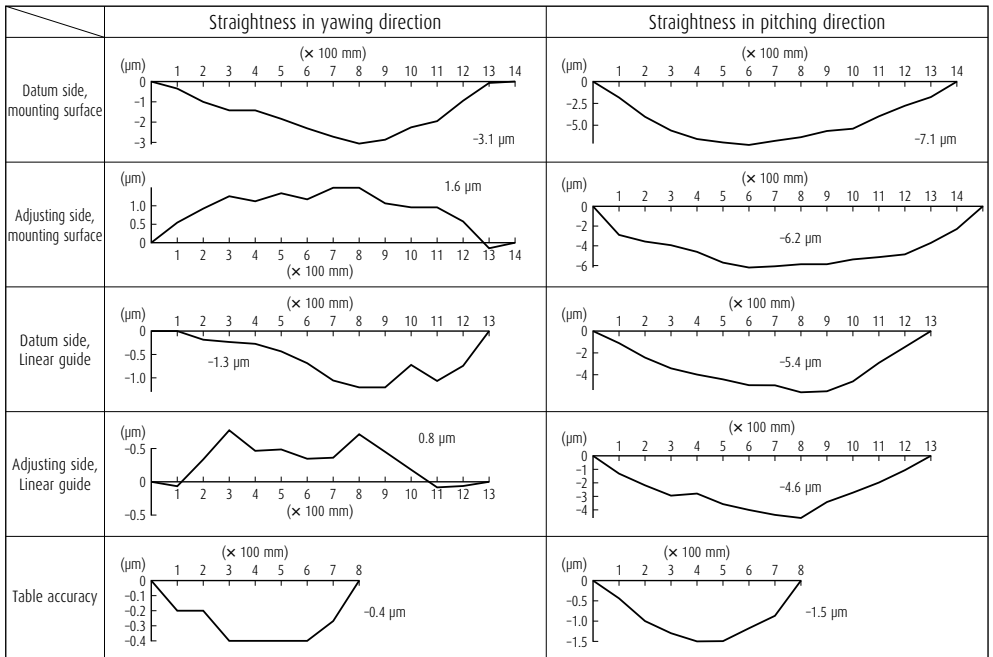 Straightness in yawing direction
Straightness in pitching direction
Datum side,
mounting surface
(× 100 mm)
(μm)
1 2 3 4 5 6 7 8 9 10 11 12 13 14
0
−1
−2
−3
−3.1 μm
(× 100 mm)
(μm)
1 2 3 4 5 6 7 8 9 10 11 12 13 14
0
−2.5
−5.0
−7.1 μm
Adjusting side,
mounting surface
(μm)
1.6 μm
1.0
0.5
0
1 2 3 4 5 6 7 8 9 10 11 12 13 14
(× 100 mm)
(× 100 mm)
(μm)
1 2 3 4 5 6 7 8 9 10 11 12 13 14
0
−2
−4
−6
−6.2 μm
Datum side,
Linear guide
(× 100 mm)
(μm)
1 2 3 4 5 6 7 8 9 10 11 12 13
0
−0.5
−1.0
−1.3 μm
(× 100 mm)
(μm)
1 2 3 4 5 6 7 8 9 10 11 12 13
0
−2
−4
−5.4 μm
Adjusting side,
Linear guide
(μm)
0.8 μm
−0.5
0
−0.5
1 2 3 4 5 6 7 8 9 10 11 12 13
(× 100 mm)
(× 100 mm)
(μm)
1 2 3 4 5 6 7 8 9 10 11 12 13
0
−1
−2
−3
−4
−4.6 μm
Table accuracy
(× 100 mm)
(μm)
1 2 3 4 5 6 7 8
0
−0.1
−0.2
−0.3
−0.4
−0.4 μm
(× 100 mm)
(μm)
1 2 3 4 5 6 7 8
0
−0.5
−1.0
−1.5
−1.5 μm